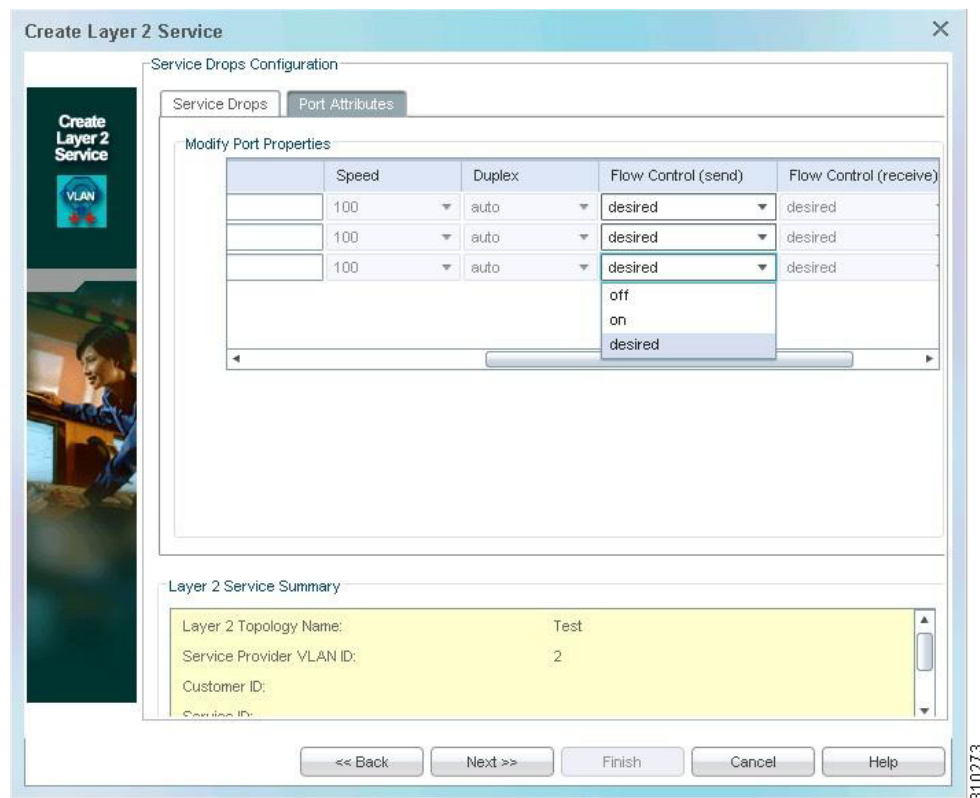 Create Layer 2 Service
Service Drops Configuration
Create
Layer 2
Service
VLAN
Service Drops Port Attributes
Modify Port Properties
Speed Duplex Flow Control (send) Flow Control (receive)
100 auto desired desired
100 auto desired desired
100 auto desired desired
off
on
desired
Layer 2 Service Summary
Layer 2 Topology Name: Test
Service Provider VLAN ID: 2
Customer ID:
Service ID:
<< Back Next >> Finish Cancel Help
310273